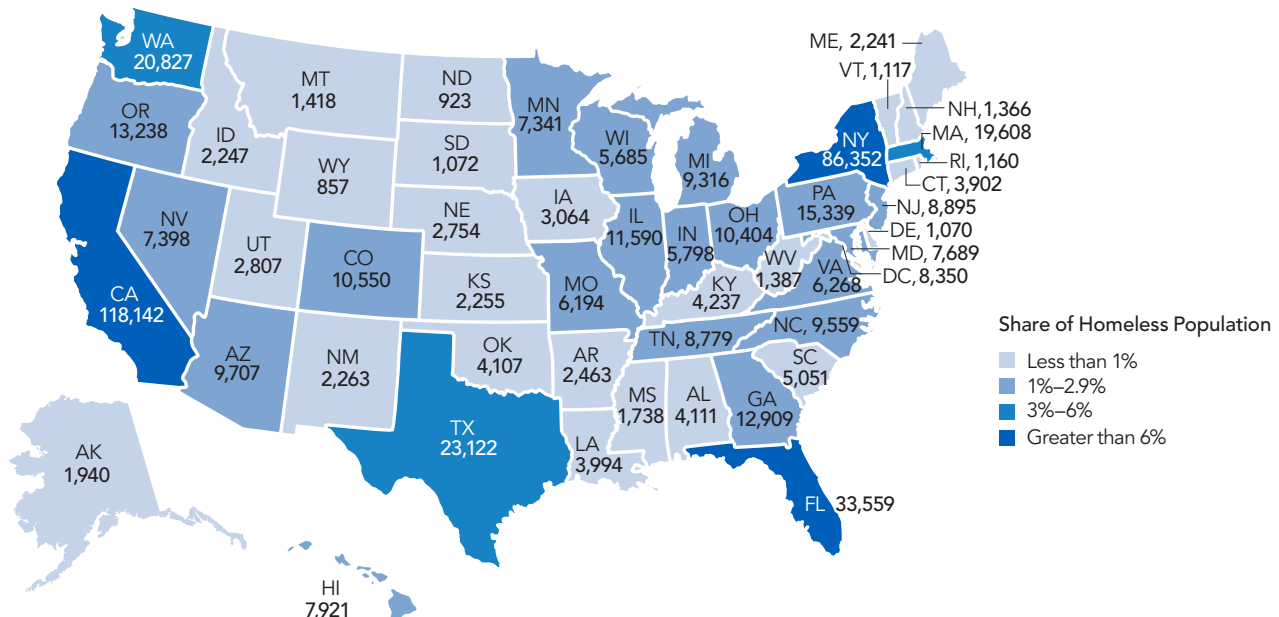 WA
20,827
OR
13,238
CA
118,142
NV
7,398
ID
2,247
MT
1,418
WY
857
UT
2,807
AZ
9,707
CO
10,550
NM
2,263
ND
923
SD
1,072
NE
2,754
KS
2,255
OK
4,107
TX
23,122
MN
7,341
IA
3,064
MO
6,194
AR
2,463
LA
3,994
WI
5,685
IL
11,590
MI
9,316
IN
5,798
OH
10,404
KY
4,237
TN, 8,779
MS
1,738
AL
4,111
GA
12,909
FL 33,559
SC
5,051
NC, 9,559
VA
6,268
WV
1,387
PA
15,339
NY
86,352
ME, 2,241
VT, 1,117
NH, 1,366
MA, 19,608
RI, 1,160
CT, 3,902
NJ, 8,895
DE, 1,070
MD, 7,689
DC, 8,350
AK
1,940
HI
7,921
Share of Homeless Population
Less than 1%
1%–2.9%
3%–6%
Greater than 6%